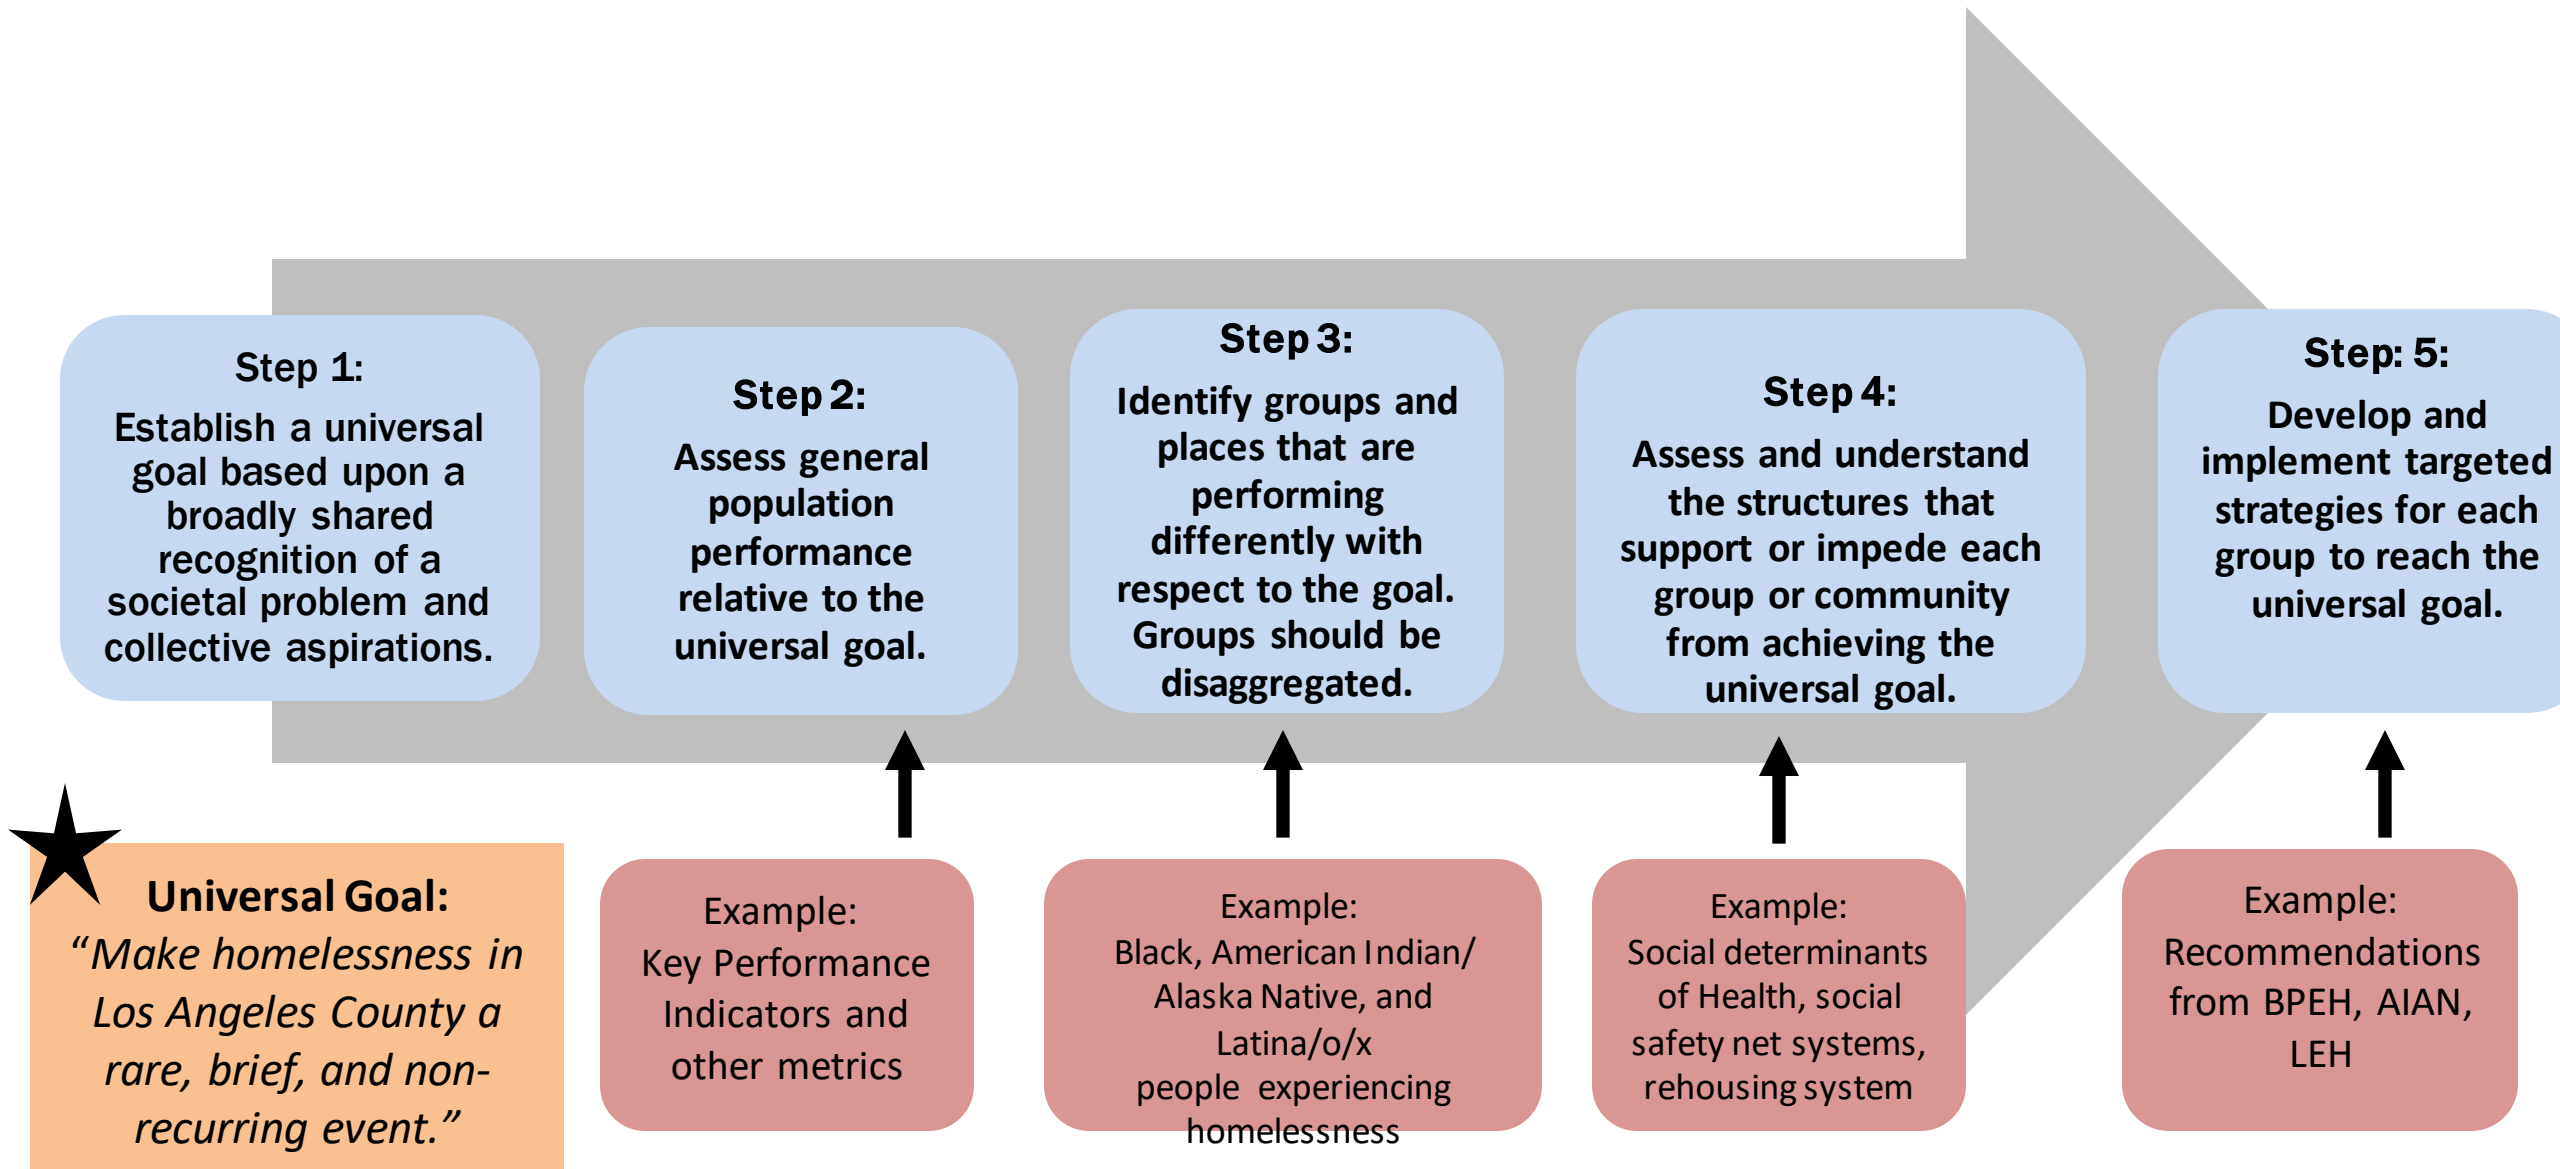 Step 1:
Establish a universal
goal based upon a
broadly shared
recognition of a
societal problem and
collective aspirations.
Step 2:
Assess general
population
performance
relative to the
universal goal.
Step 3:
Identify groups and
places that are
performing
differently with
respect to the goal.
Groups should be
disaggregated.
Step 4:
Assess and understand
the structures that
support or impede each
group or community
from achieving the
universal goal.
Step: 5:
Develop and
implement targeted
strategies for each
group to reach the
universal goal.
Universal Goal:
“Make homelessness in
Los Angeles County a
rare, brief, and non-
recurring event.”
Example:
Key Performance
Indicators and
other metrics
Example:
Black, American Indian/
Alaska Native, and
Latina/o/x
people experiencing
homelessness
Example:
Social determinants
of Health, social
safety net systems,
rehousing system
Example:
Recommendations
from BPEH, AIAN,
LEH